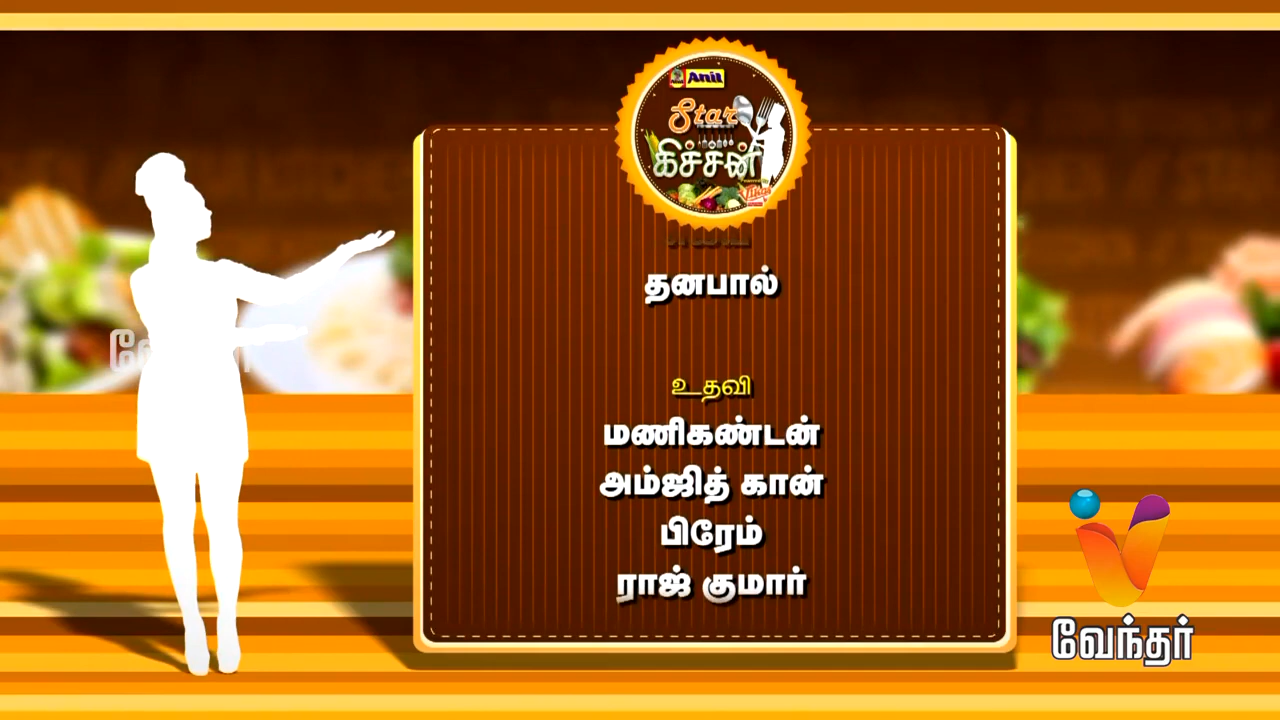 Anil
Star
கிச்சன்
தனபால்
உதவி
மணிகண்டன்
அம்ஜித் கான்
பிரேம்
ராஜ் குமார்
வேந்தர்